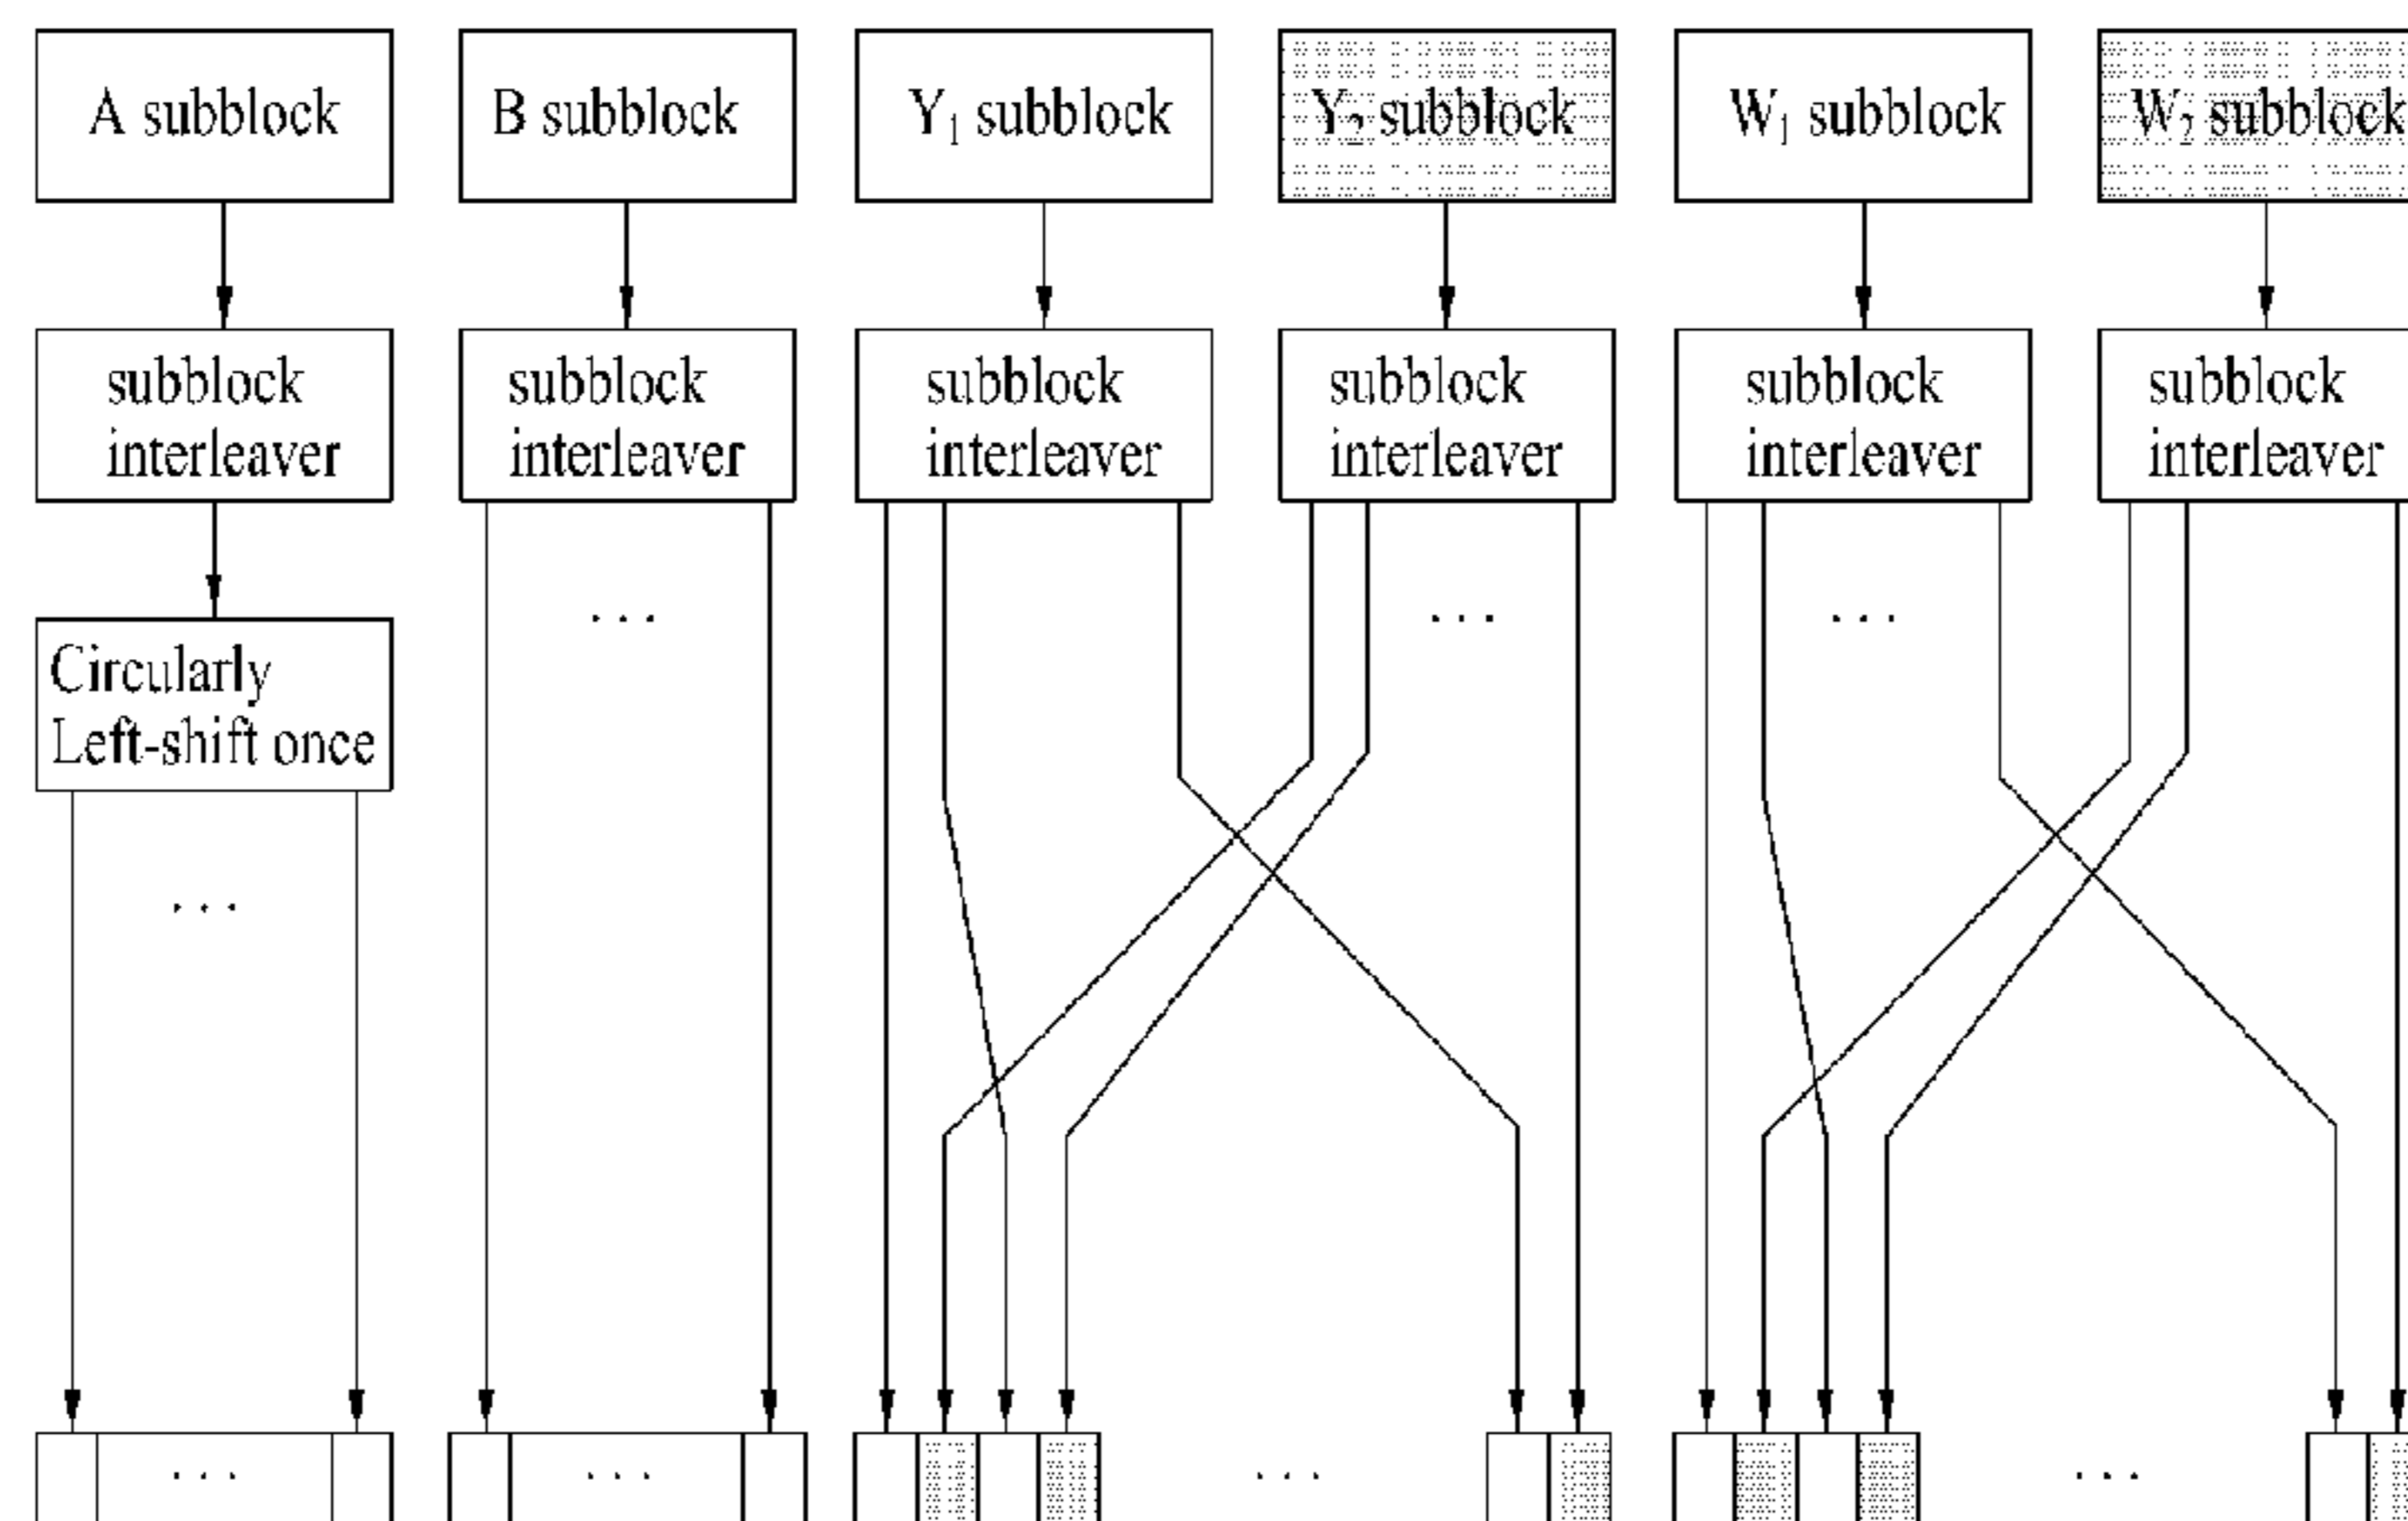 A subblock
B subblock
Y₁ subblock
Y₂ subblock
W₁ subblock
W₂ subblock
subblock
interleaver
subblock
interleaver
subblock
interleaver
subblock
interleaver
subblock
interleaver
subblock
interleaver
Circularly
Left-shift once
...
...
...
...
...
...
...
...